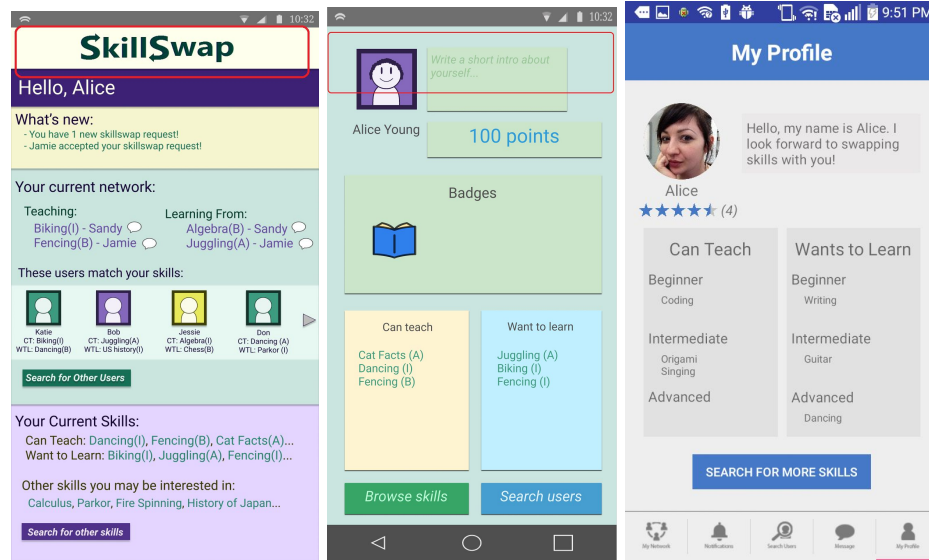 10:32
SkillSwap
Hello, Alice
What's new:
- You have 1 new skillswap request!
- Jamie accepted your skillswap request!
Your current network:
Teaching:
Biking(I) - Sandy
Fencing(B) - Jamie
Learning From:
Algebra(B) - Sandy
Juggling(A) - Jamie
These users match your skills:
Katie
CT: Biking(I)
WTL: Dancing(B)
Bob
CT: Juggling(A)
WTL: US history(I)
Jessie
CT: Algebra(I)
WTL: Chess(B)
Don
CT: Dancing (A)
WTL: Parkor (I)
Search for Other Users
Your Current Skills:
Can Teach: Dancing(I), Fencing(B), Cat Facts(A)...
Want to Learn: Biking(I), Juggling(A), Fencing(I)...
Other skills you may be interested in:
Calculus, Parkor, Fire Spinning, History of Japan...
Search for other skills
10:32
Write a short intro about
yourself...
Alice Young
100 points
Badges
Can teach
Cat Facts (A)
Dancing (I)
Fencing (B)
Want to learn
Juggling (A)
Biking (I)
Fencing (I)
Browse skills
Search users
9:51 PM
My Profile
Hello, my name is Alice. I
look forward to swapping
skills with you!
Alice
(4)
Can Teach
Beginner
Coding
Intermediate
Origami
Singing
Advanced
Wants to Learn
Beginner
Writing
Intermediate
Guitar
Advanced
Dancing
SEARCH FOR MORE SKILLS
My Network
Notifications
Search Users
Message
My Profile